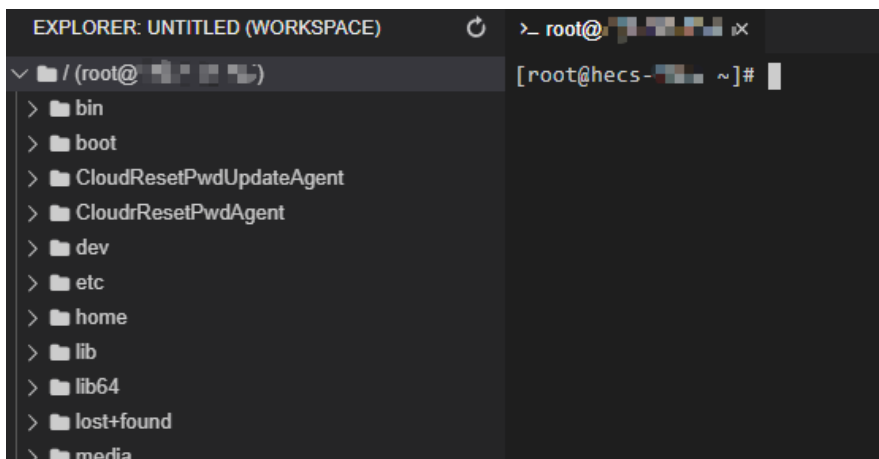 EXPLORER: UNTITLED (WORKSPACE)
/ (root@ )
bin
boot
CloudResetPwdUpdateAgent
CloudrResetPwdAgent
dev
etc
home
lib
lib64
lost+found
media
>_ root@
[root@hecs- ~]#